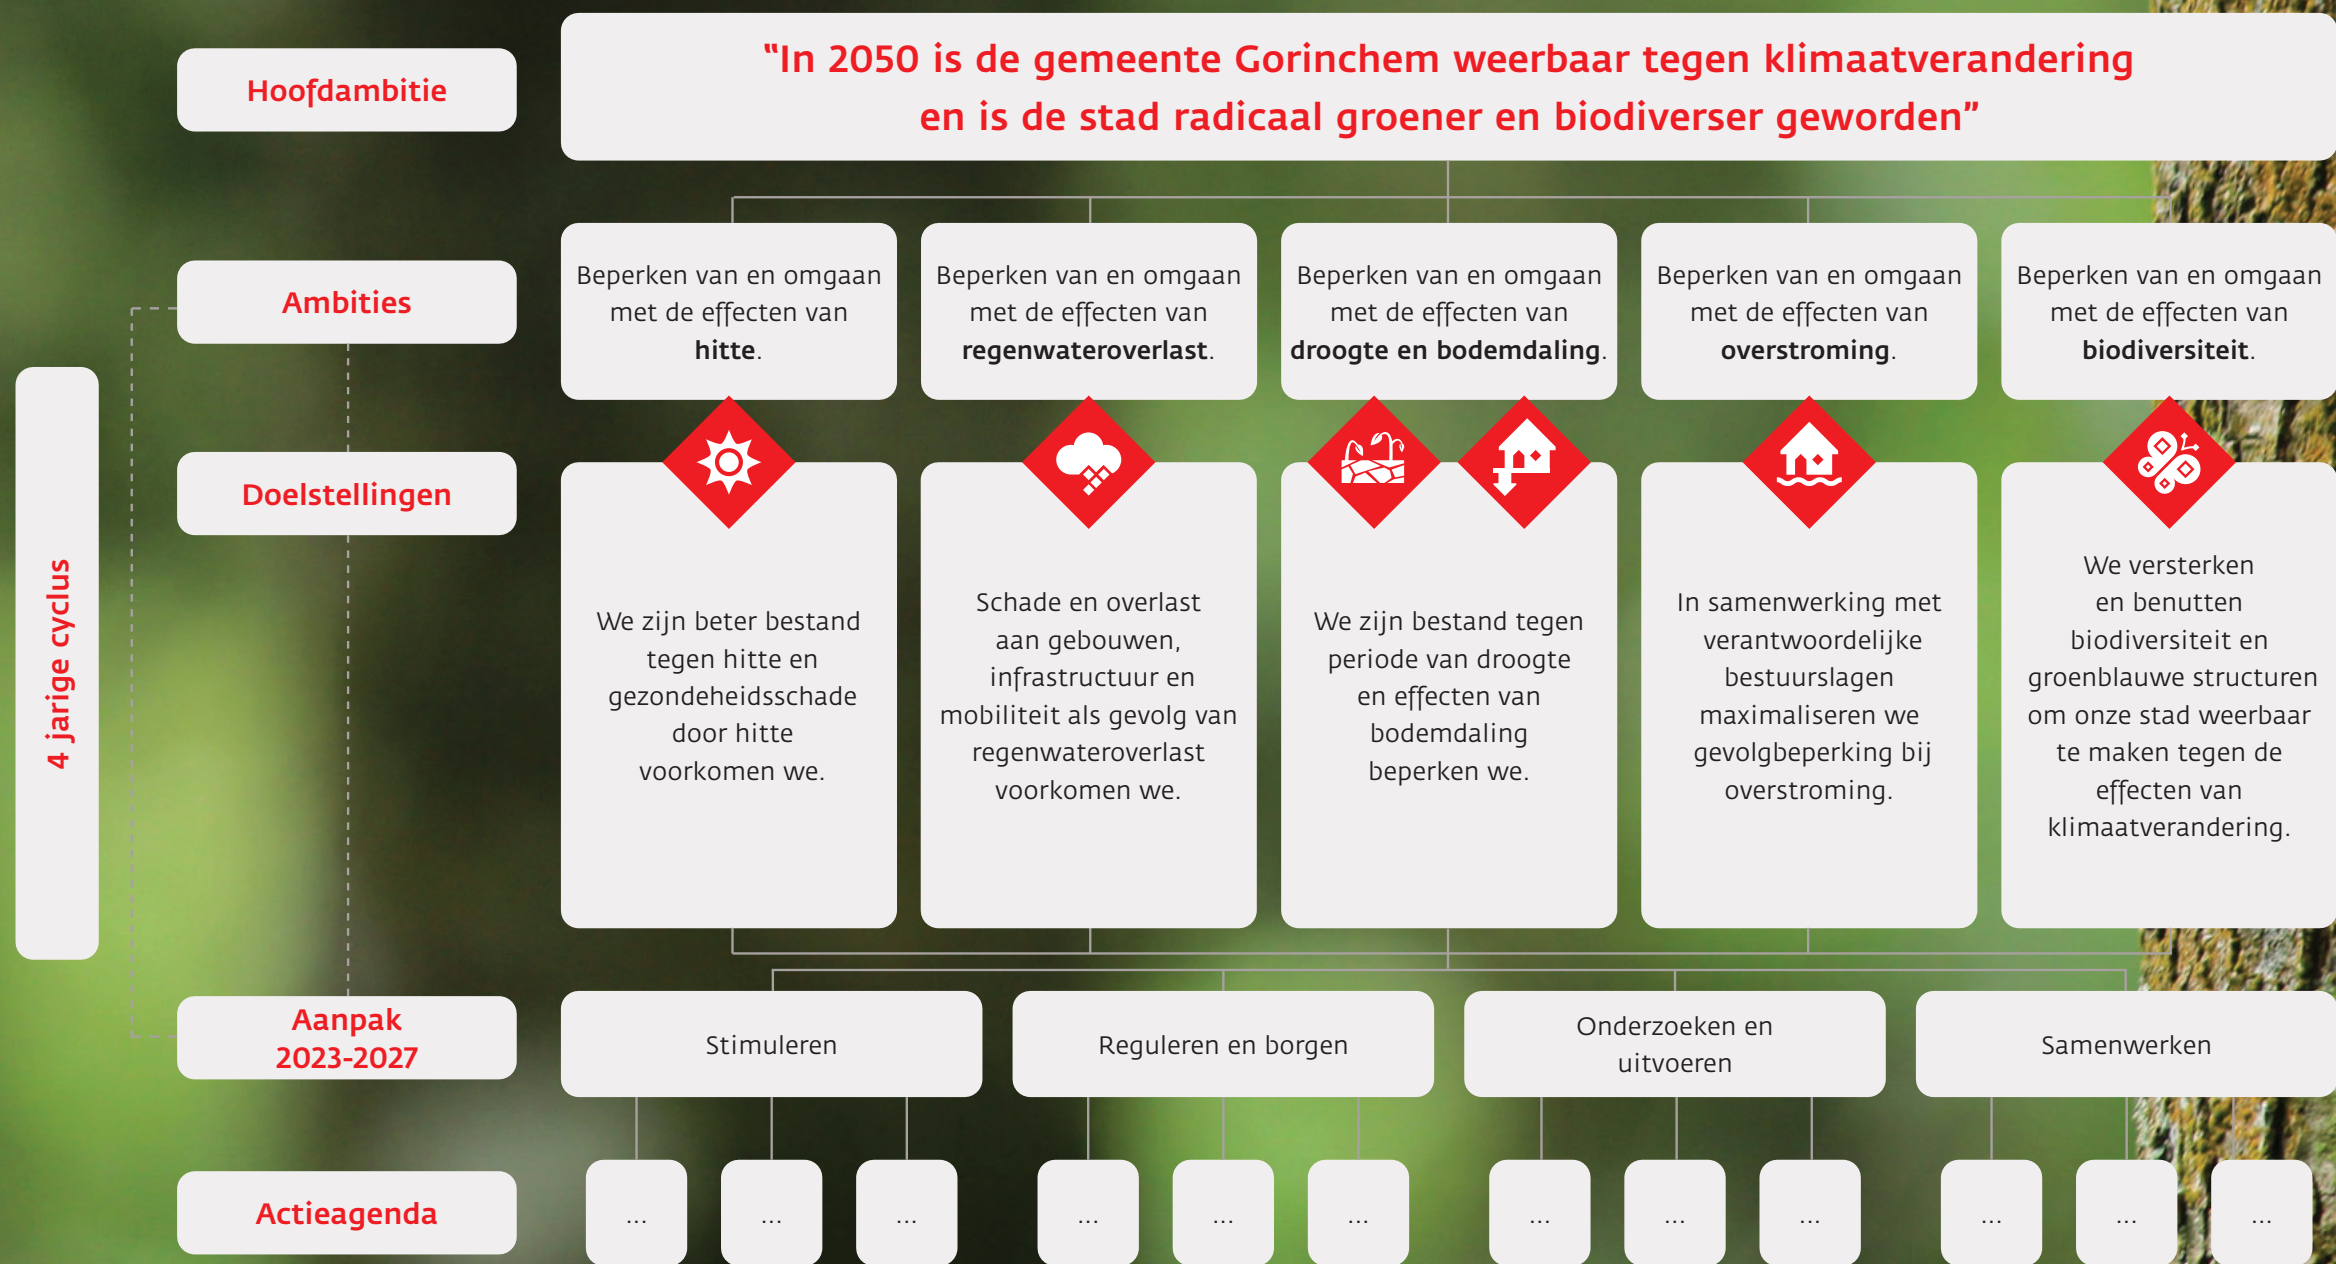 Hoofdambitie
“In 2050 is de gemeente Gorinchem weerbaar tegen klimaatverandering
en is de stad radicaal groener en biodiverser geworden”
4 jarige cyclus
Ambities
Beperken van en omgaan
met de effecten van
hitte.
Beperken van en omgaan
met de effecten van
regenwateroverlast.
Beperken van en omgaan
met de effecten van
droogte en bodemdaling.
Beperken van en omgaan
met de effecten van
overstroming.
Beperken van en omgaan
met de effecten van
biodiversiteit.
Doelstellingen
We zijn beter bestand
tegen hitte en
gezondeheidsschade
door hitte
voorkomen we.
Schade en overlast
aan gebouwen,
infrastructuur en
mobiliteit als gevolg van
regenwateroverlast
voorkomen we.
We zijn bestand tegen
periode van droogte
en effecten van
bodemdaling
beperken we.
In samenwerking met
verantwoordelijke
bestuurslagen
maximaliseren we
gevolgbeperking bij
overstroming.
We versterken
en benutten
biodiversiteit en
groenblauwe structuren
om onze stad weerbaar
te maken tegen de
effecten van
klimaatverandering.
Aanpak
2023-2027
Stimuleren
Reguleren en borgen
Onderzoeken en
uitvoeren
Samenwerken
Actieagenda
...
...
...
...
...
...
...
...
...
...
...
...